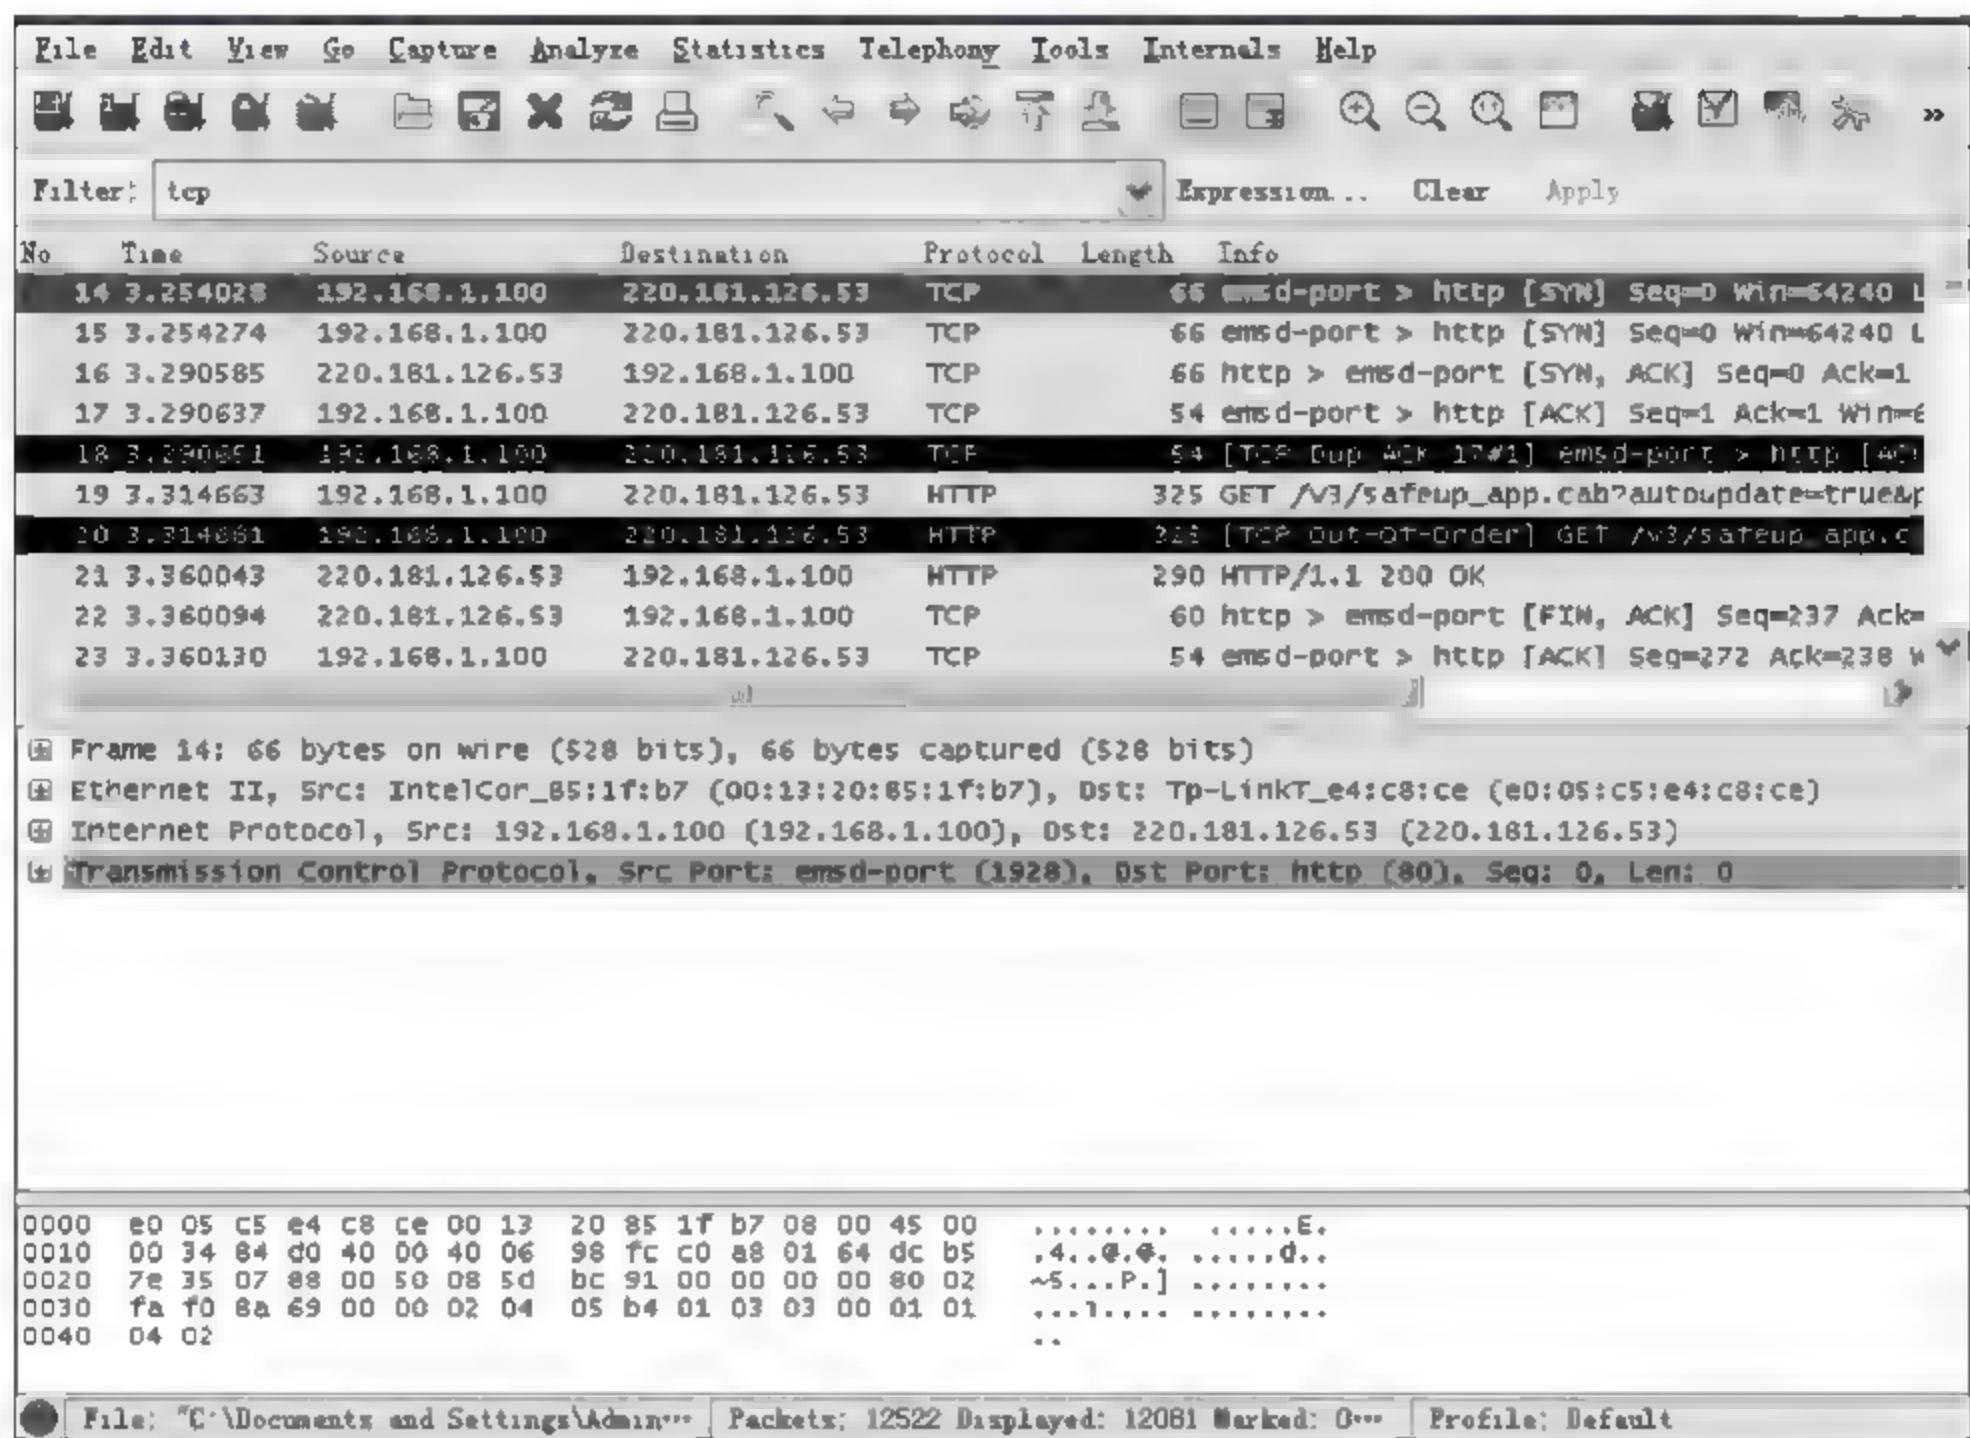 File Edit View Go Capture Analyze Statistics Telephony Tools Internals Help
Filter: tcp Expression... Clear Apply
No Time Source Destination Protocol Length Info
14 3.254028 192.168.1.100 220.181.126.53 TCP 66 emsd-port > http [SYN] Seq=0 Win=64240 L
15 3.254274 192.168.1.100 220.181.126.53 TCP 66 emsd-port > http [SYN] Seq=0 Win=64240 L
16 3.290585 220.181.126.53 192.168.1.100 TCP 66 http > emsd-port [SYN, ACK] Seq=0 Ack=1
17 3.290637 192.168.1.100 220.181.126.53 TCP 54 emsd-port > http [ACK] Seq=1 Ack=1 Win=6
18 3.290651 192.168.1.100 220.181.126.53 TCP 54 [TCP Dup ACK 17#1] emsd-port > http [AC
19 3.314663 192.168.1.100 220.181.126.53 HTTP 325 GET /v3/safeup_app.cab?autoupdate=true&p
20 3.314681 192.168.1.100 220.181.126.53 HTTP 325 [TCP Out-Of-Order] GET /v3/safeup_app.c
21 3.360043 220.181.126.53 192.168.1.100 HTTP 290 HTTP/1.1 200 OK
22 3.360094 220.181.126.53 192.168.1.100 TCP 60 http > emsd-port [FIN, ACK] Seq=237 Ack=
23 3.360130 192.168.1.100 220.181.126.53 TCP 54 emsd-port > http [ACK] Seq=272 Ack=238 W
Frame 14: 66 bytes on wire (528 bits), 66 bytes captured (528 bits)
Ethernet II, Src: IntelCor_85:1f:b7 (00:13:20:85:1f:b7), Dst: Tp-LinkT_e4:c8:ce (e0:05:c5:e4:c8:ce)
Internet Protocol, Src: 192.168.1.100 (192.168.1.100), Dst: 220.181.126.53 (220.181.126.53)
Transmission Control Protocol, Src Port: emsd-port (1928), Dst Port: http (80), Seq: 0, Len: 0
0000 e0 05 c5 e4 c8 ce 00 13 20 85 1f b7 08 00 45 00 ........ .....E.
0010 00 34 84 d0 40 00 40 06 98 fc c0 a8 01 64 dc b5 .4..@.@. .....d..
0020 7e 35 07 88 00 50 08 5d bc 91 00 00 00 00 80 02 ~5...P.] ........
0030 fa f0 8a 69 00 00 02 04 05 b4 01 03 03 00 01 01 ...i.... ........
0040 04 02 ..
File: "C:\Documents and Settings\Admin... Packets: 12522 Displayed: 12081 Marked: 0... Profile: Default